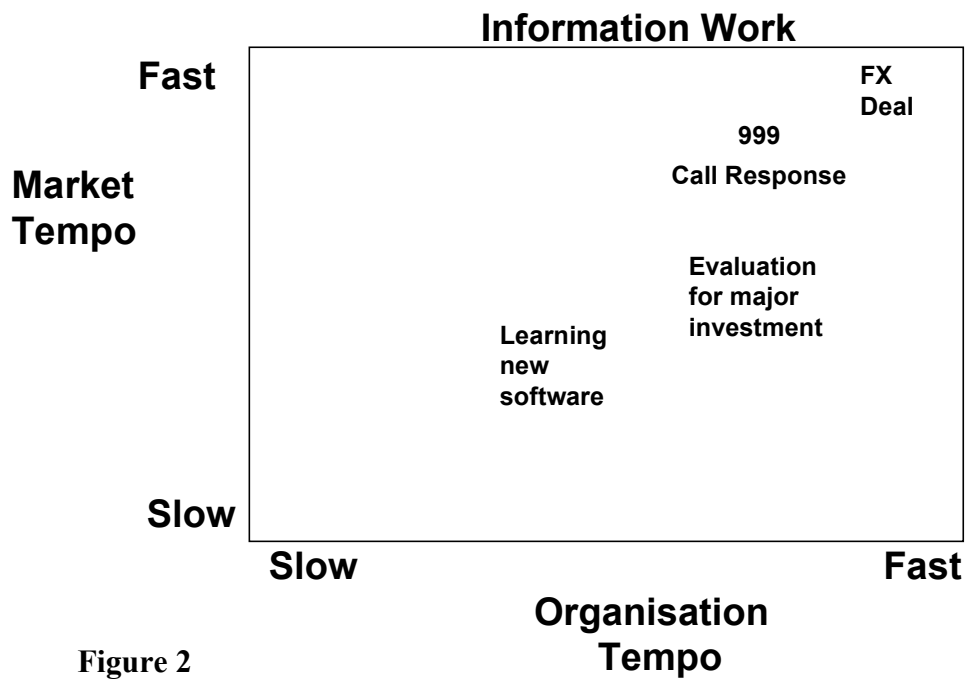 Information Work
Fast
FX
Deal
999
Call Response
Market
Tempo
Evaluation
for major
investment
Learning
new
software
Slow
Slow
Fast
Organisation
Tempo
Figure 2